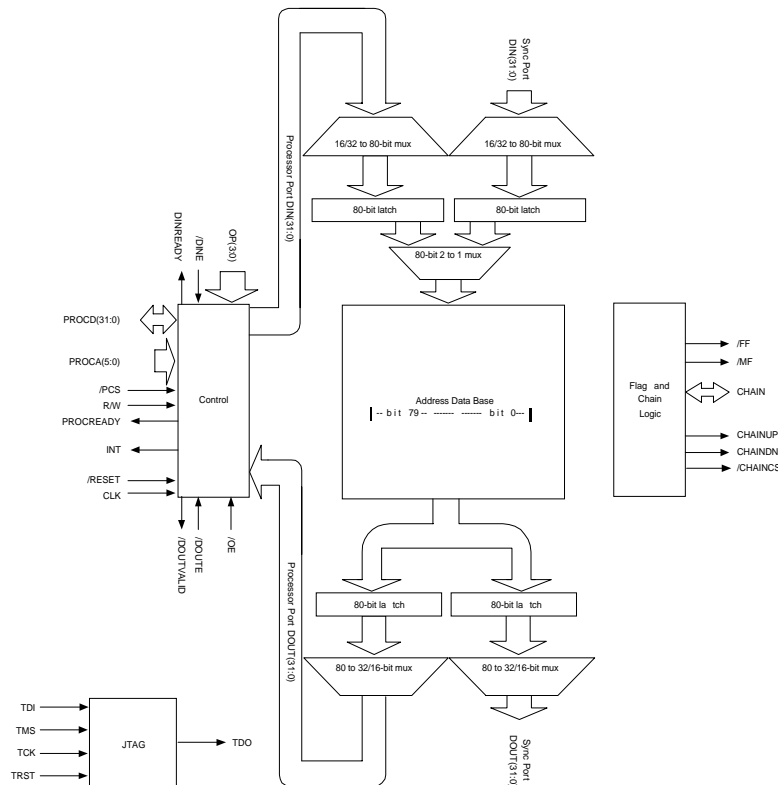 Sync Port
DIN(31:0)
16/32 to 80-bit mux
16/32 to 80-bit mux
Processor Port DIN(31:0)
80-bit latch
80-bit latch
80-bit 2 to 1 mux
DINREADY
/DINE
OP(3:0)
PROCD(31:0)
PROCA(5:0)
/PCS
R/W
PROCREADY
INT
/RESET
CLK
Control
/DOUTVALID
/DOUTE
/OE
Address Data Base
-- bit 79 -- ------- ------- bit 0---
Flag and
Chain
Logic
/FF
/MF
CHAIN
CHAINUP
CHAINDN
/CHAINCS
Processor Port DOUT(31:0)
80-bit la tch
80-bit la tch
80 to 32/16-bit mux
80 to 32/16-bit mux
Sync Port
DOUT(31:0)
TDI
TMS
TCK
TRST
JTAG
TDO